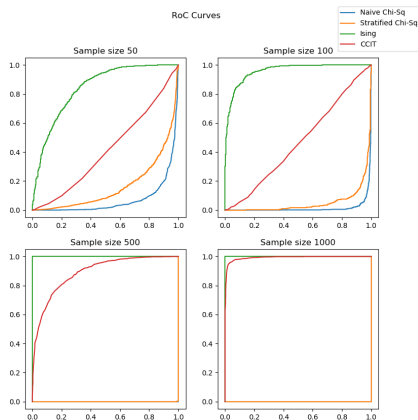 RoC Curves
Naive Chi-Sq
Stratified Chi-Sq
Ising
CCIT
Sample size 50
1.0
0.8
0.6
0.4
0.2
0.0
0.0 0.2 0.4 0.6 0.8 1.0
Sample size 100
1.0
0.8
0.6
0.4
0.2
0.0
0.0 0.2 0.4 0.6 0.8 1.0
Sample size 500
1.0
0.8
0.6
0.4
0.2
0.0
0.0 0.2 0.4 0.6 0.8 1.0
Sample size 1000
1.0
0.8
0.6
0.4
0.2
0.0
0.0 0.2 0.4 0.6 0.8 1.0